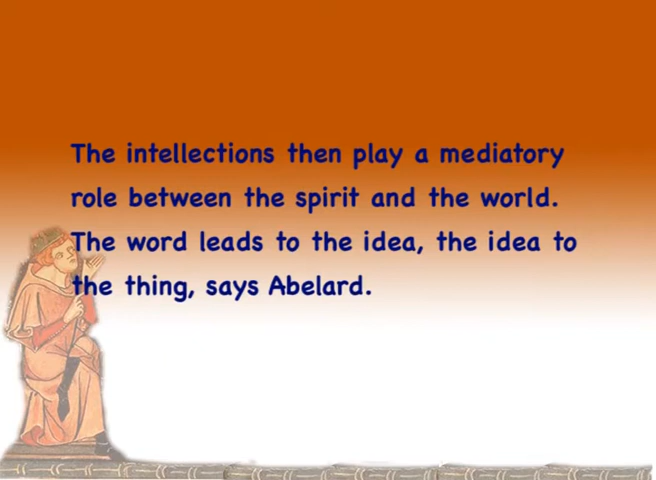 The intellections then play a mediatory
role between the spirit and the world.
The word leads to the idea, the idea to
the thing, says Abelard.